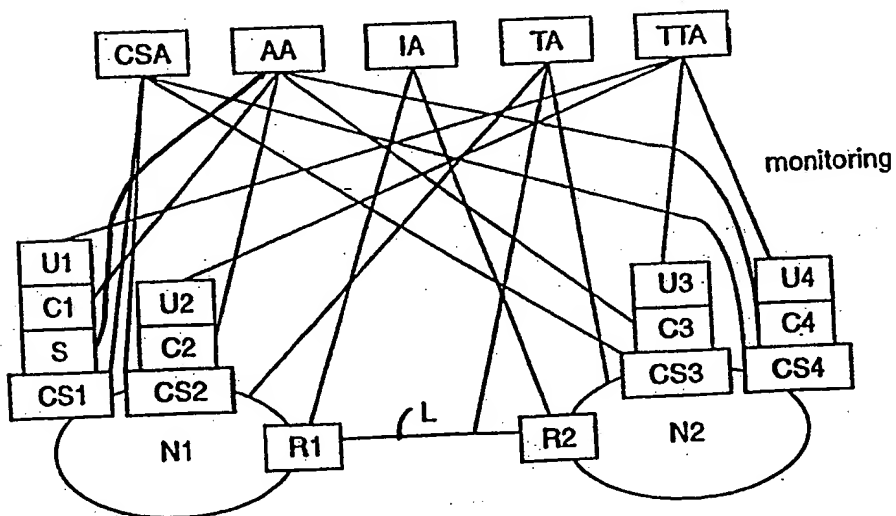 CSA AA IA TA TTA
monitoring
U1 U3 U4
C1 U2 C3 C4
S C2 CS3 CS4
CS1 CS2 L
N1 R1 R2 N2